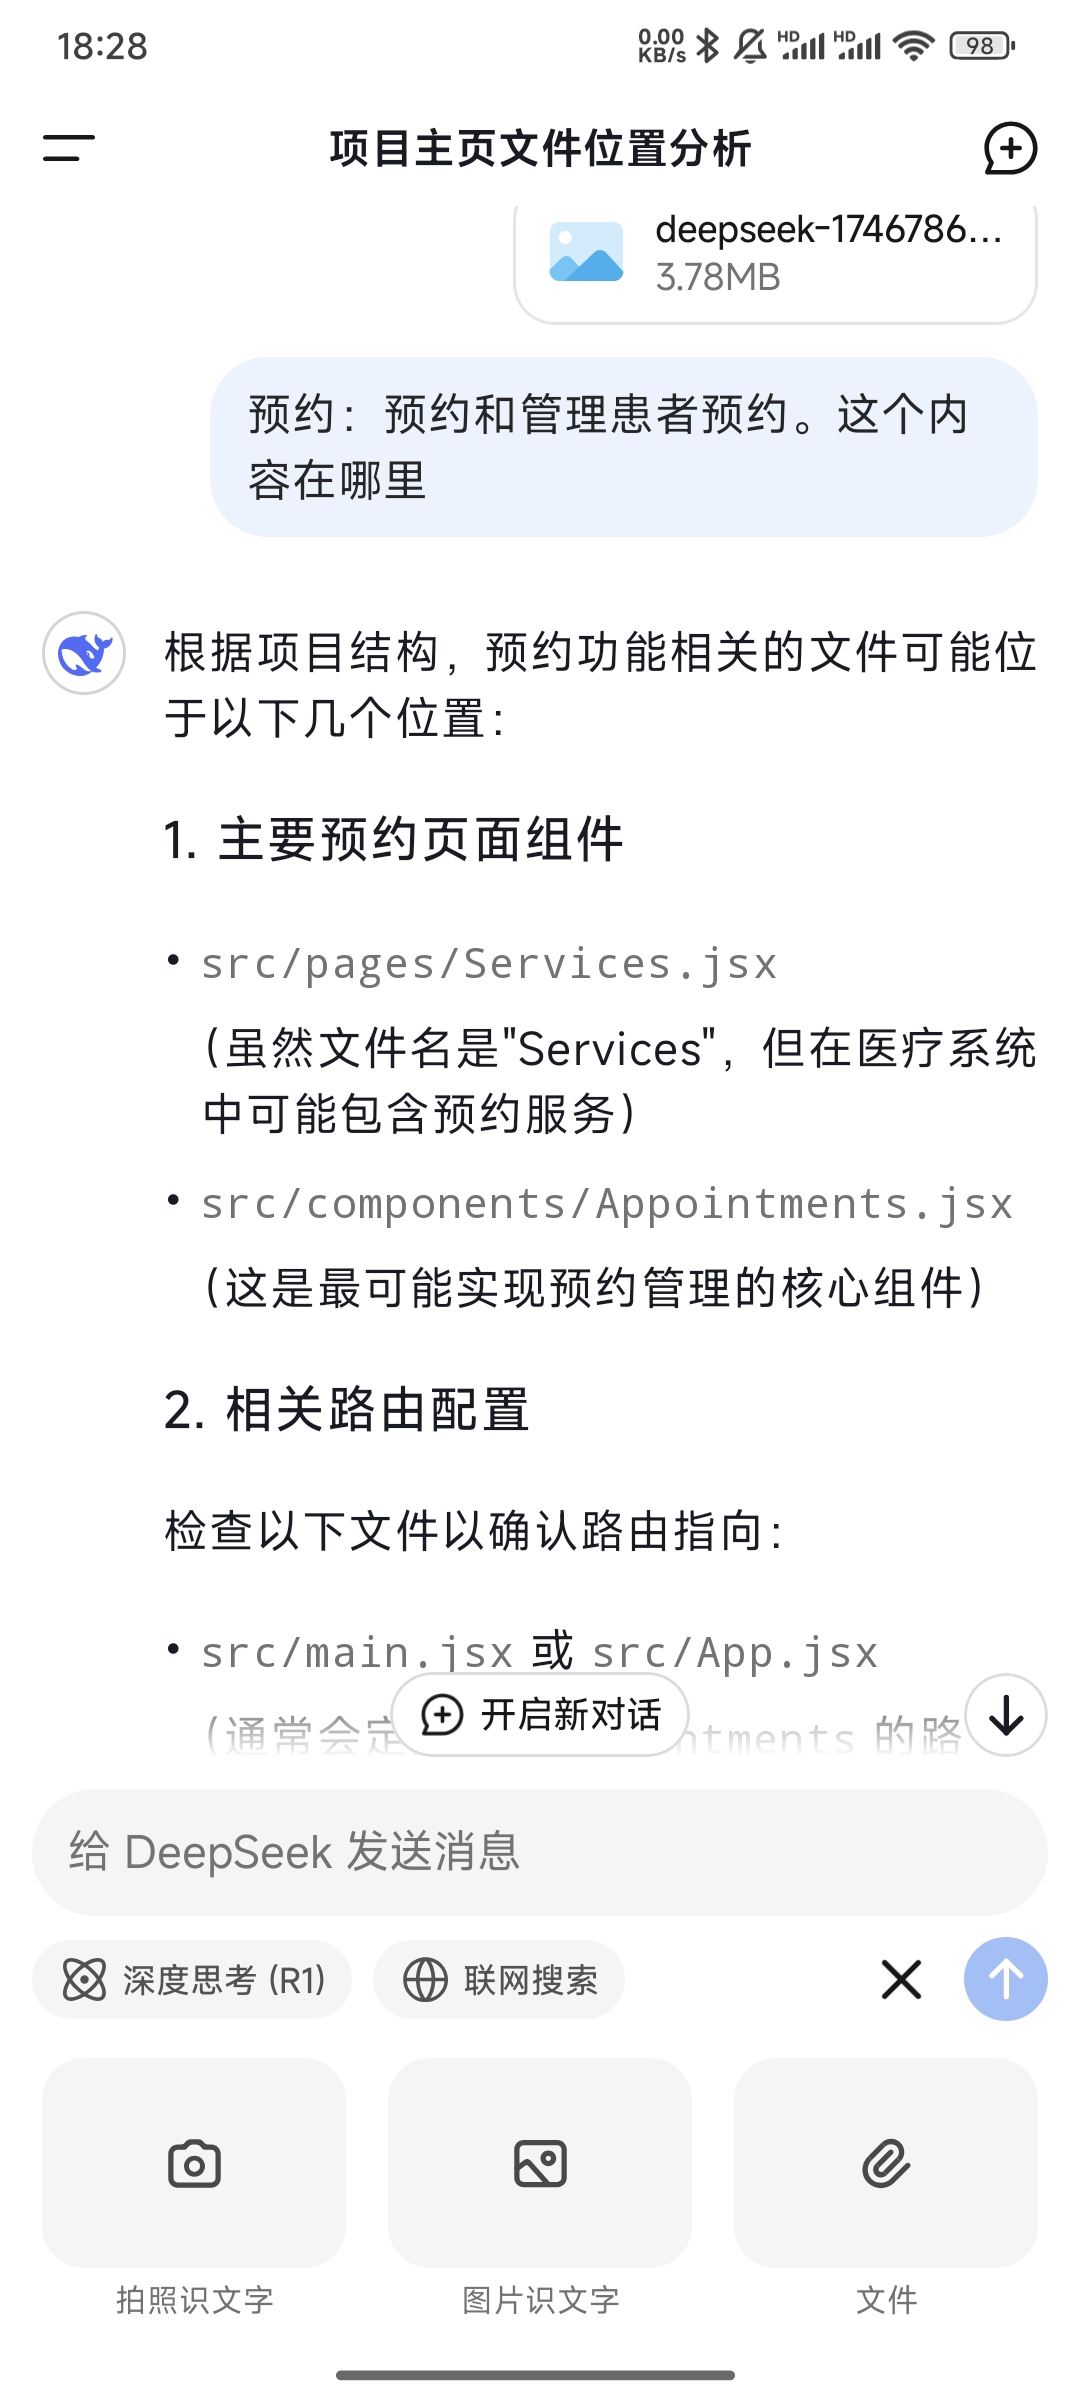 18:28
0.00
KB/s
HD
HD
98
项目主页文件位置分析
deepseek-1746786...
3.78MB
预约：预约和管理患者预约。这个内
容在哪里
根据项目结构，预约功能相关的文件可能位
于以下几个位置：
1. 主要预约页面组件
• src/pages/Services.jsx
(虽然文件名是"Services"，但在医疗系统
中可能包含预约服务)
• src/components/Appointments.jsx
(这是最可能实现预约管理的核心组件)
2. 相关路由配置
检查以下文件以确认路由指向：
• src/main.jsx 或 src/App.jsx
(通常会定
ntments 的路
开启新对话
给 DeepSeek 发送消息
深度思考 (R1)
联网搜索
拍照识文字
图片识文字
文件